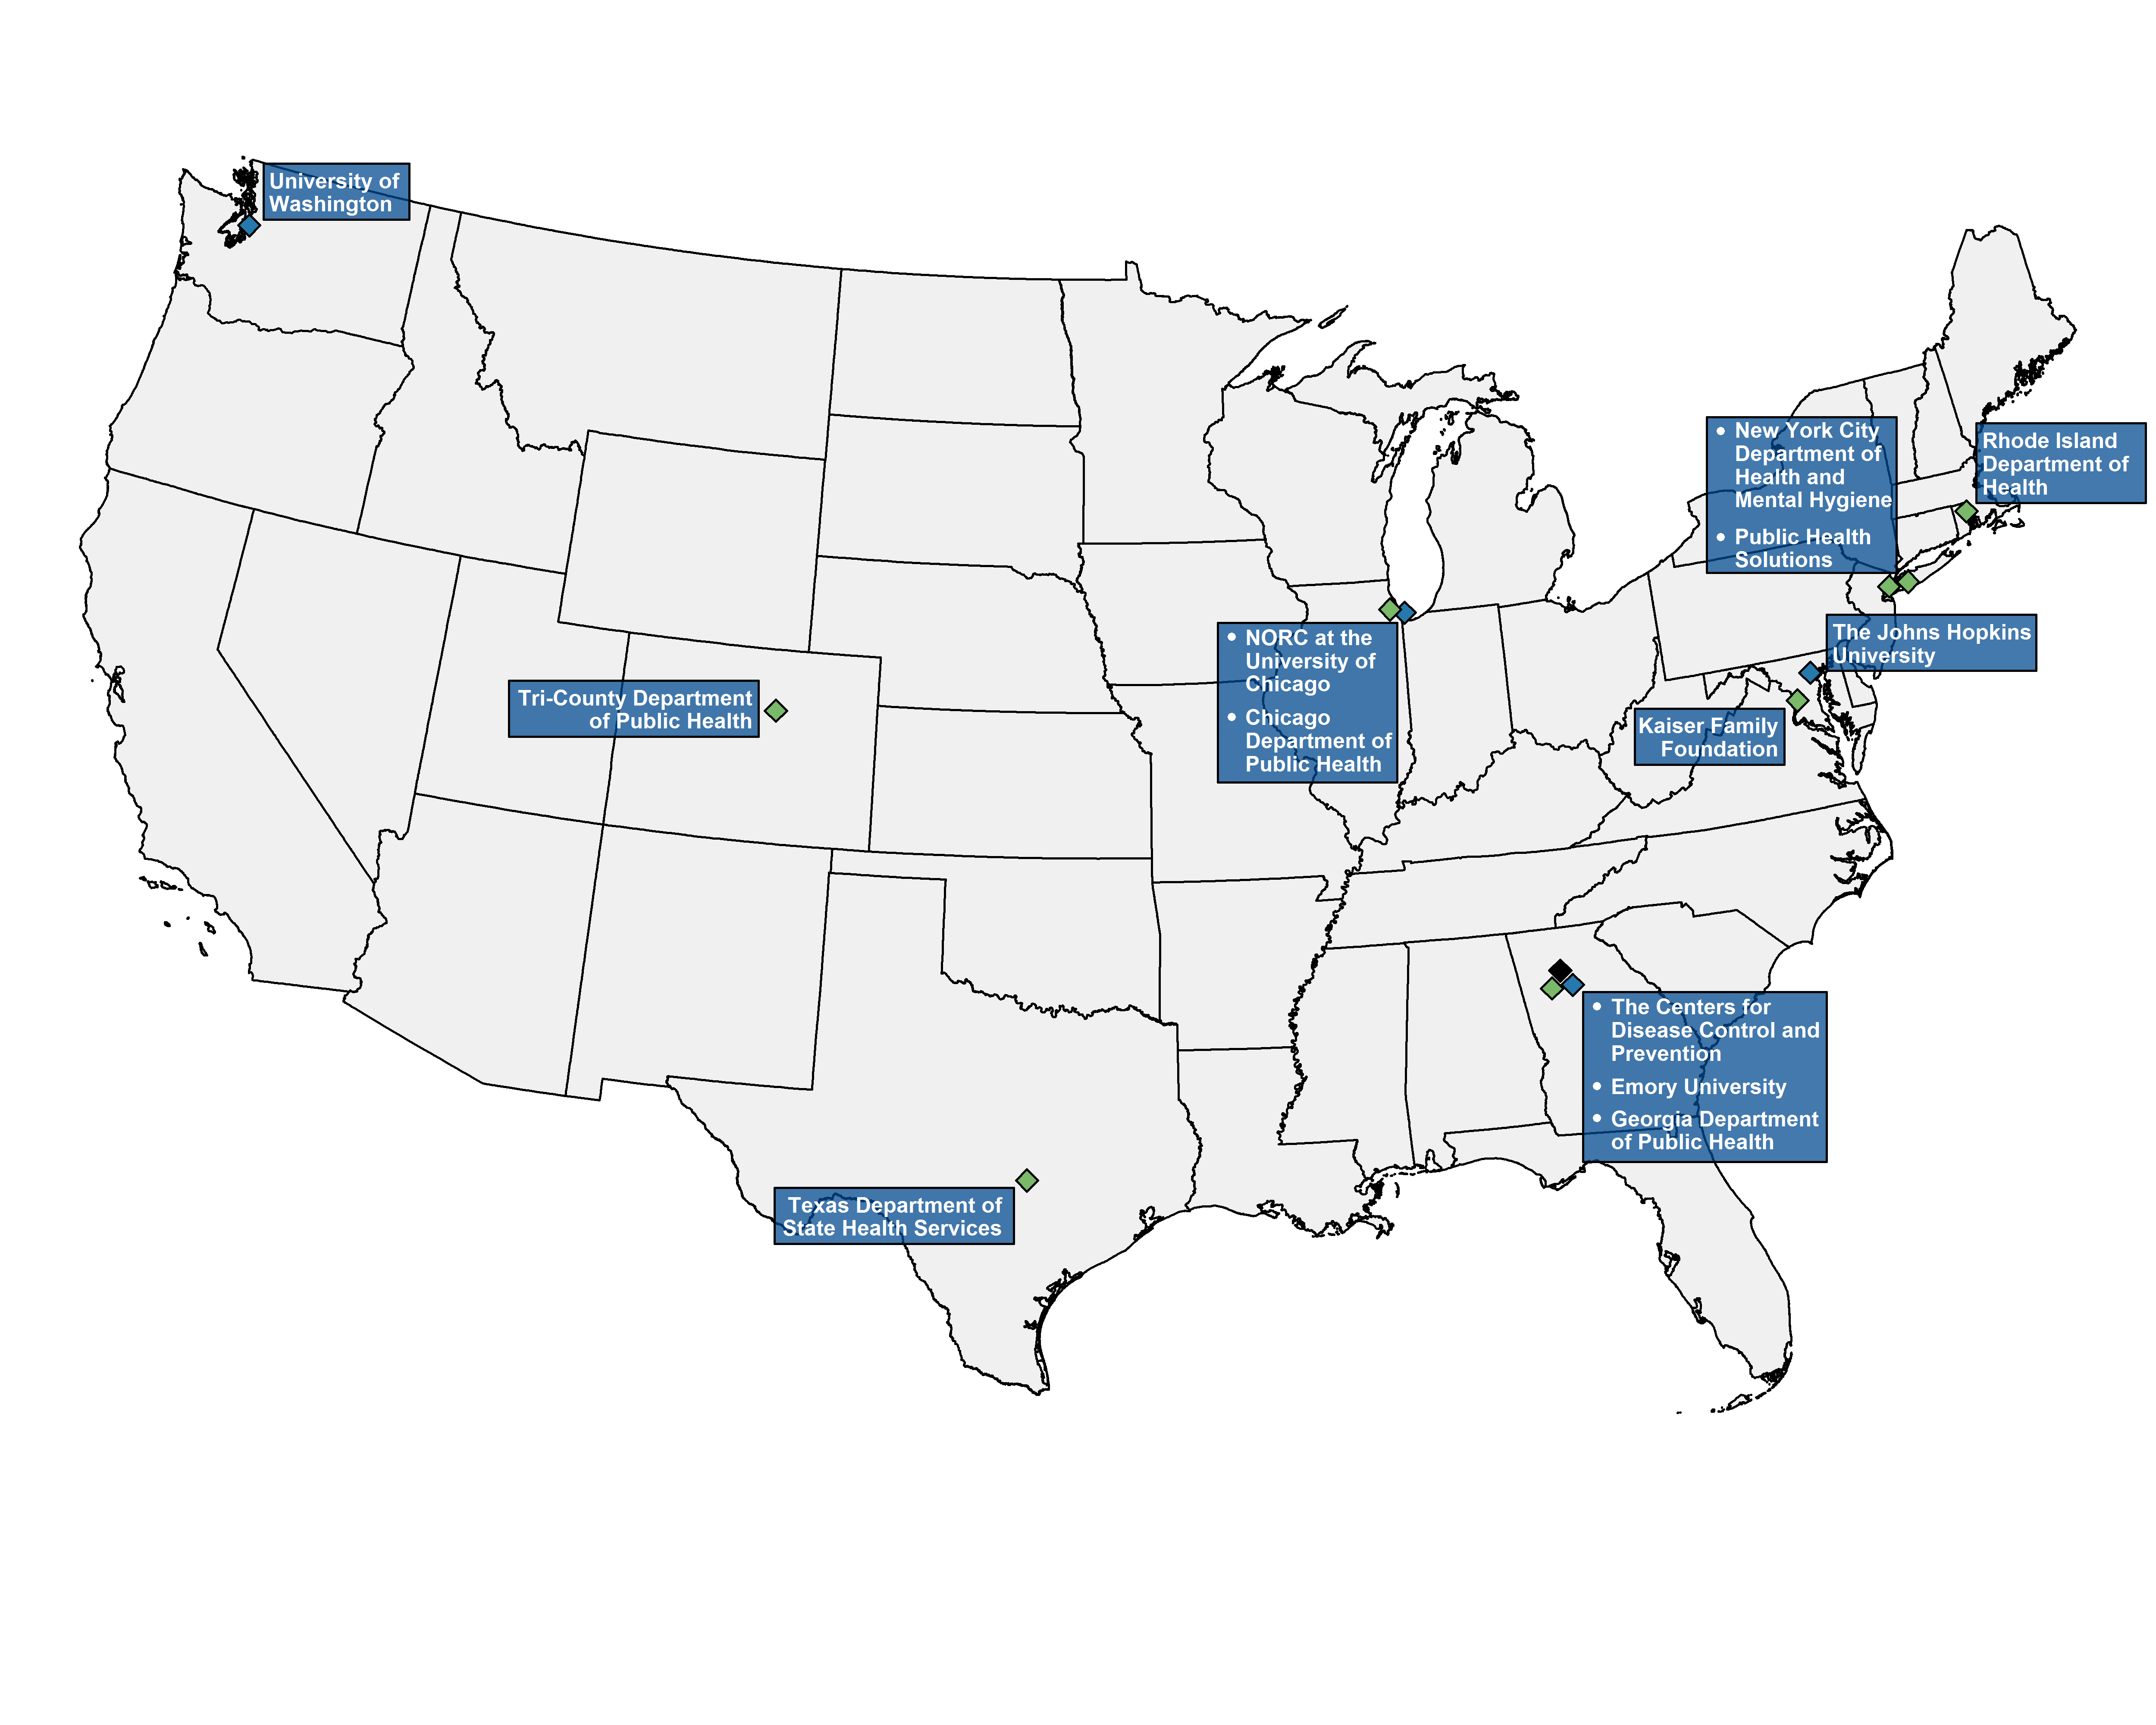 University of
Washington
• New York City
Department of
Health and
Mental Hygiene
• Public Health
Solutions
Rhode Island
Department of
Health
• NORC at the
University of
Chicago
• Chicago
Department of
Public Health
The Johns Hopkins
University
Tri-County Department
of Public Health
Kaiser Family
Foundation
• The Centers for
Disease Control and
Prevention
• Emory University
• Georgia Department
of Public Health
Texas Department of
State Health Services